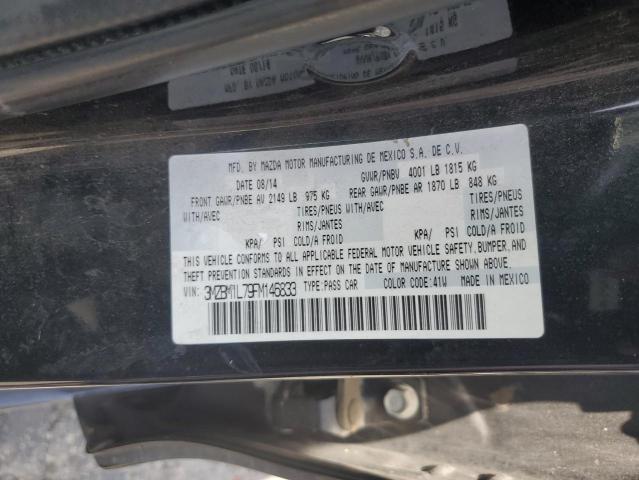 MFD. BY MAZDA MOTOR MANUFACTURING DE MEXICO S.A. DE C.V.
DATE 08/14 GVWR/PNBV 4001 LB 1815 KG
FRONT GAWR/PNBE AV 2149 LB 975 KG REAR GAWR/PNBE AR 1870 LB 848 KG
WITH/AVEC TIRES/PNEUS WITH/AVEC TIRES/PNEUS
RIMS/JANTES RIMS/JANTES
KPA/ PSI COLD/A FROID KPA/ PSI COLD/A FROID
THIS VEHICLE CONFORMS TO ALL APPLICABLE FEDERAL MOTOR VEHICLE SAFETY, BUMPER, AND
THEFT PREVENTION STANDARDS IN EFFECT ON THE DATE OF MANUFACTURE SHOWN ABOVE.
VIN: 3MZBM1L79FM146833 TYPE:PASS CAR COLOR CODE:41W MADE IN MEXICO